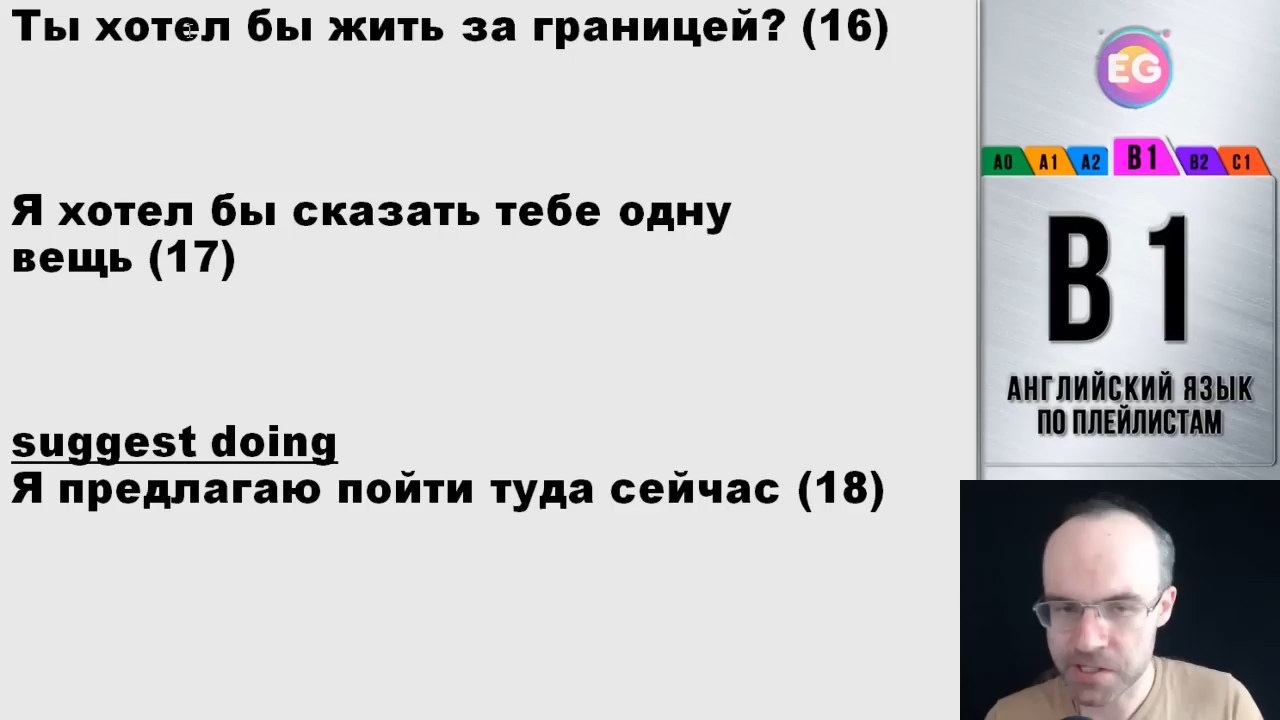 Ты хотел бы жить за границей? (16)
Я хотел бы сказать тебе одну
вещь (17)
suggest doing
Я предлагаю пойти туда сейчас (18)
EG
A0 A1 A2 B1 B2 C1
B1
АНГЛИЙСКИЙ ЯЗЫК
ПО ПЛЕЙЛИСТАМ